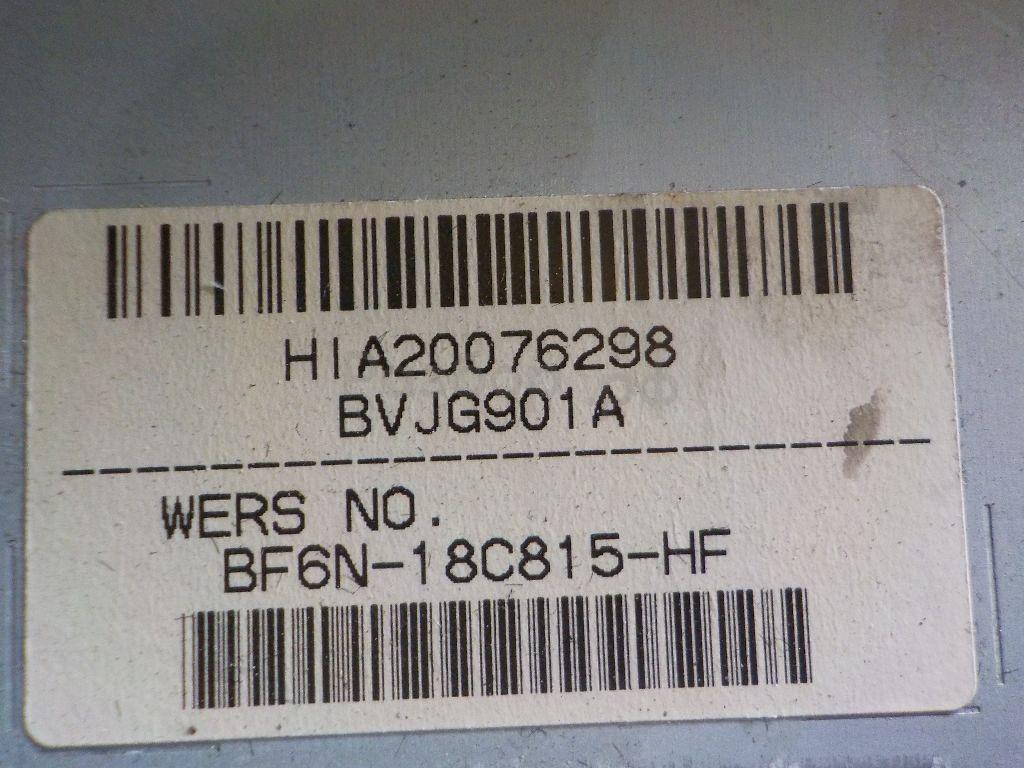 HIA20076298
BVJG901A
WERS NO.
BF6N-18C815-HF